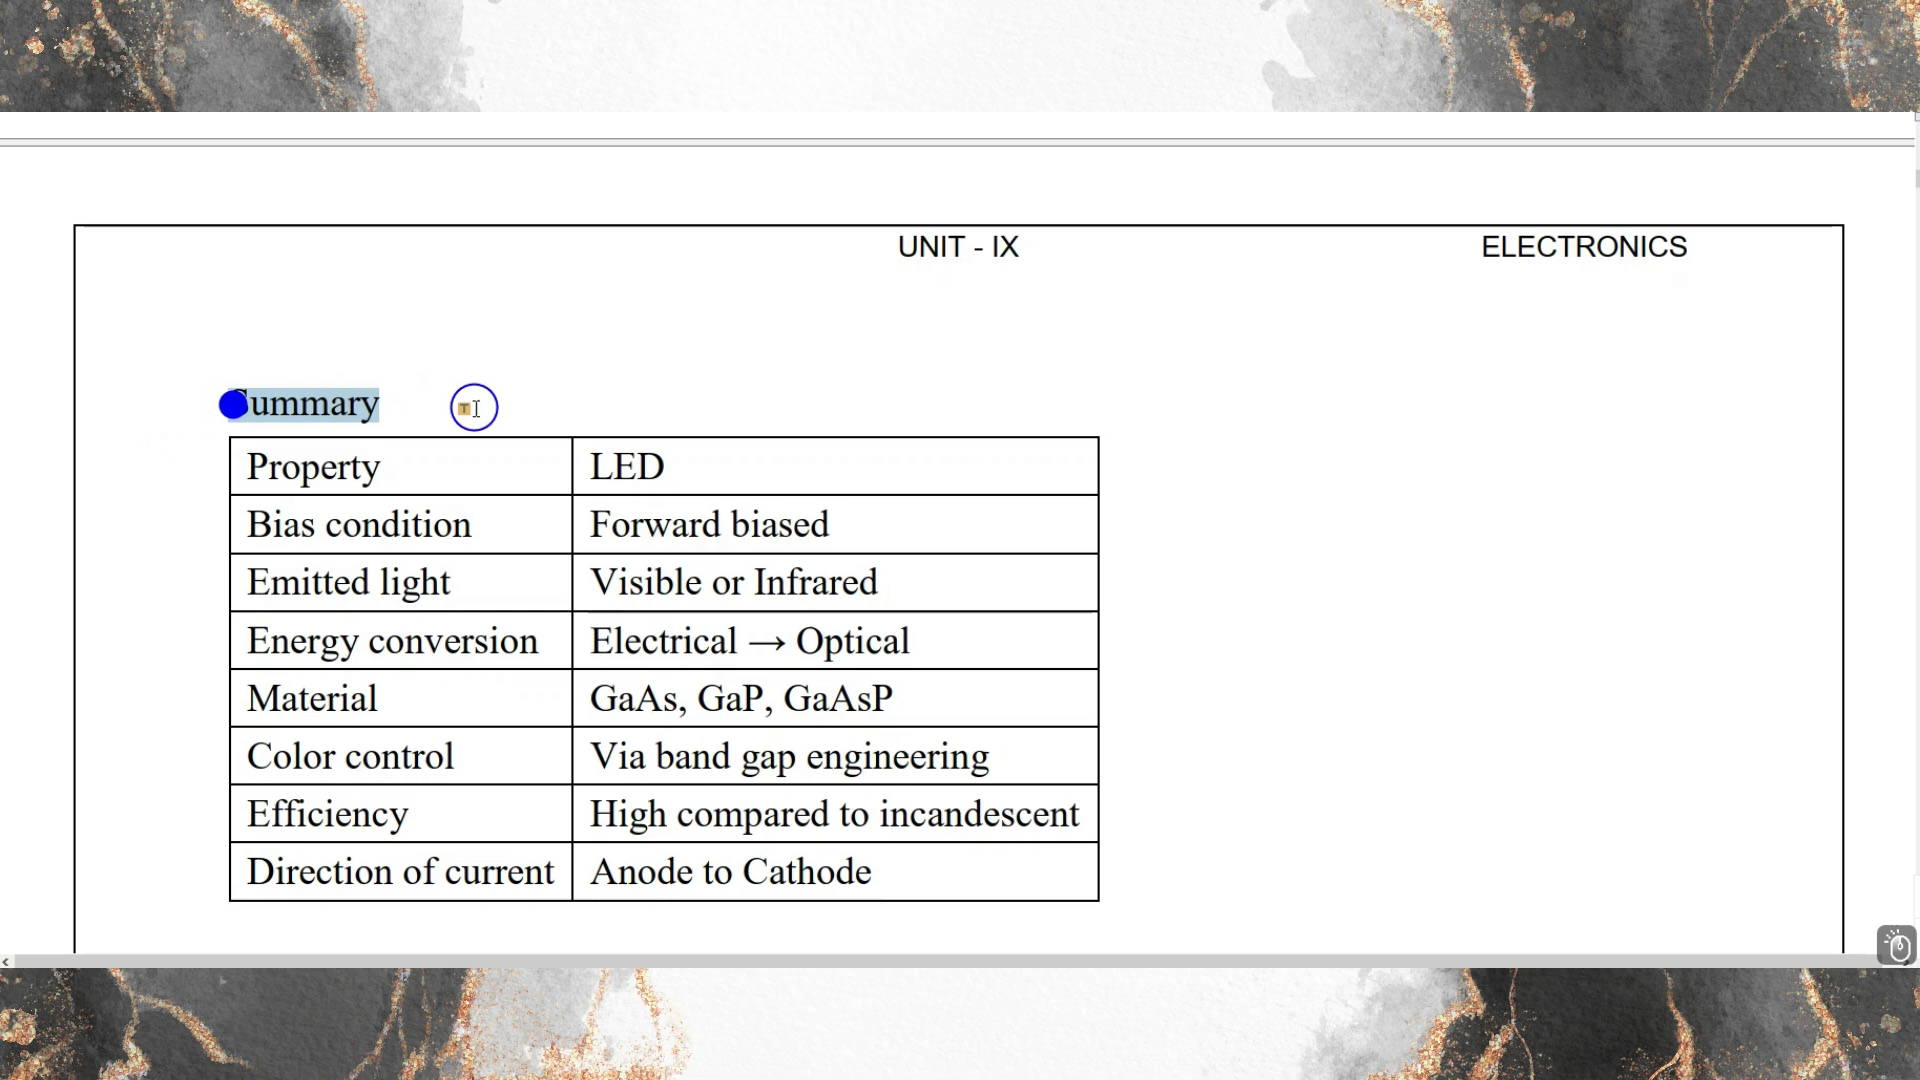 UNIT - IX ELECTRONICS
Summary
Property LED
Bias condition Forward biased
Emitted light Visible or Infrared
Energy conversion Electrical → Optical
Material GaAs, GaP, GaAsP
Color control Via band gap engineering
Efficiency High compared to incandescent
Direction of current Anode to Cathode